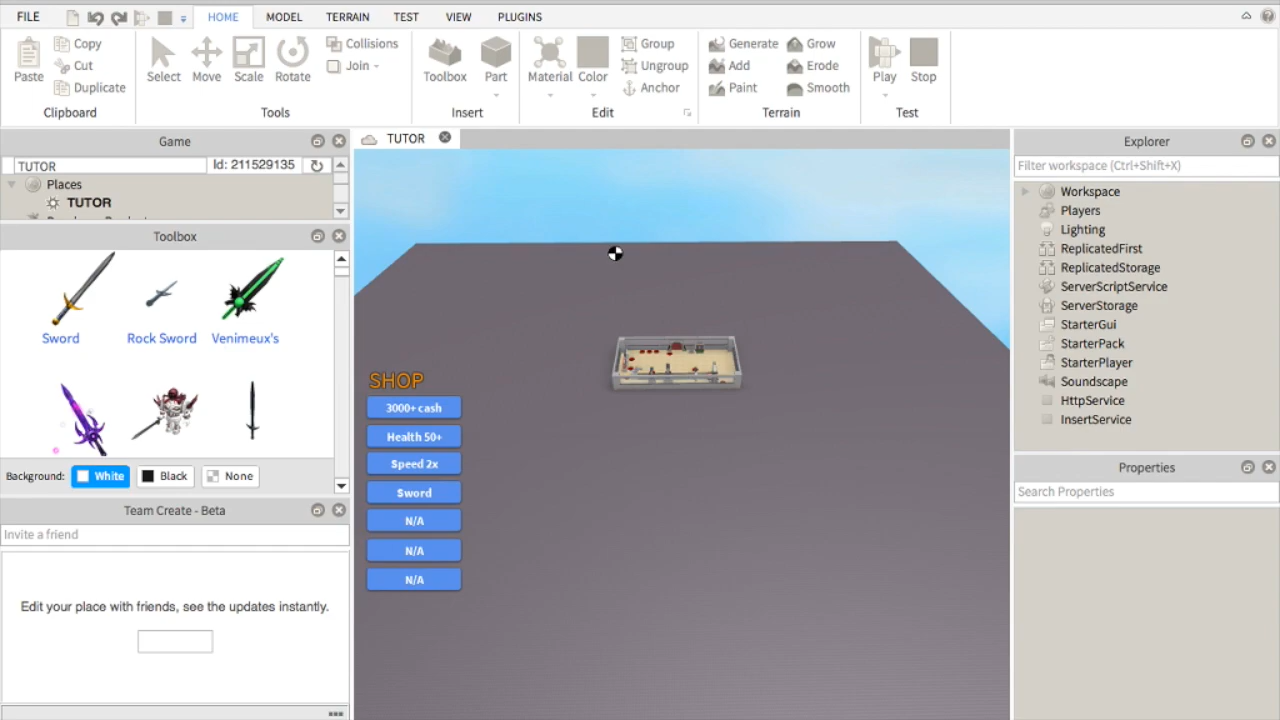 FILE HOME MODEL TERRAIN TEST VIEW PLUGINS
Paste
Copy
Cut
Duplicate
Clipboard
Select Move Scale Rotate
Collisions
Join
Tools
Toolbox Part
Insert
Material Color
Group
Ungroup
Anchor
Edit
Generate Grow
Add Erode
Paint Smooth
Terrain
Play Stop
Test
Game
TUTOR Id: 211529135
Places
TUTOR
Toolbox
Sword Rock Sword Venimeux's
Background: White Black None
Team Create - Beta
Invite a friend
Edit your place with friends, see the updates instantly.
TUTOR
SHOP
3000+ cash
Health 50+
Speed 2x
Sword
N/A
N/A
N/A
Explorer
Filter workspace (Ctrl+Shift+X)
Workspace
Players
Lighting
ReplicatedFirst
ReplicatedStorage
ServerScriptService
ServerStorage
StarterGui
StarterPack
StarterPlayer
Soundscape
HttpService
InsertService
Properties
Search Properties